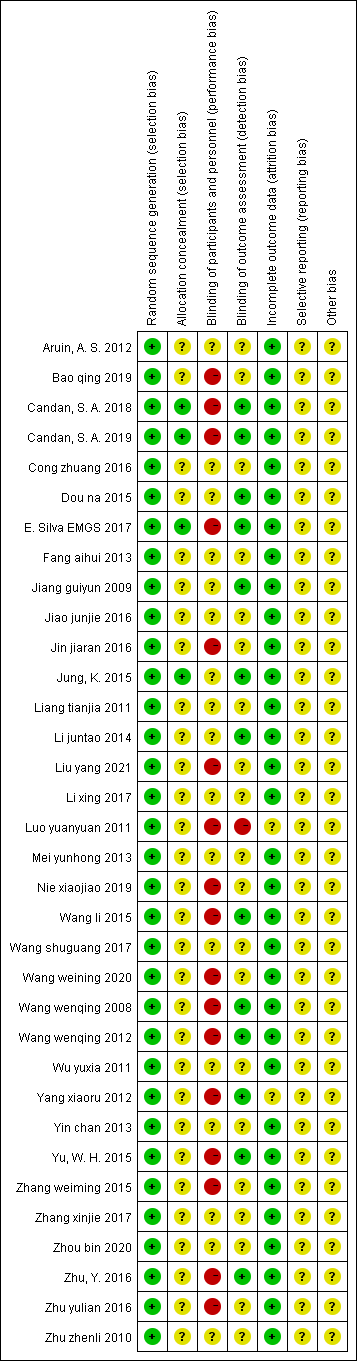 Random sequence generation (selection bias)
Allocation concealment (selection bias)
Blinding of participants and personnel (performance bias)
Blinding of outcome assessment (detection bias)
Incomplete outcome data (attrition bias)
Selective reporting (reporting bias)
Other bias
Aruin, A. S. 2012 + ? ? ? + ? ?
Bao qing 2019 + ? - ? + ? ?
Candan, S. A. 2018 + + - + + ? ?
Candan, S. A. 2019 + + - + + ? ?
Cong zhuang 2016 + ? ? ? + ? ?
Dou na 2015 + ? ? + + ? ?
E. Silva EMGS 2017 + + - + + ? ?
Fang aihui 2013 + ? ? ? + ? ?
Jiang guiyun 2009 + ? ? + + ? ?
Jiao junjie 2016 + ? ? ? + ? ?
Jin jiaran 2016 + ? - ? + ? ?
Jung, K. 2015 + + ? + + ? ?
Liang tianjia 2011 + ? ? ? + ? ?
Li juntao 2014 + ? ? + + ? ?
Liu yang 2021 + ? - ? + ? ?
Li xing 2017 + ? ? ? + ? ?
Luo yuanyuan 2011 + ? - - ? ? ?
Mei yunhong 2013 + ? ? ? + ? ?
Nie xiaojiao 2019 + ? - ? + ? ?
Wang li 2015 + ? - + + ? ?
Wang shuguang 2017 + ? ? ? + ? ?
Wang weining 2020 + ? - ? + ? ?
Wang wenqing 2008 + ? - + + ? ?
Wang wenqing 2012 + ? - + + ? ?
Wu yuxia 2011 + ? ? ? + ? ?
Yang xiaoru 2012 + ? - + ? ? ?
Yin chan 2013 + ? ? ? + ? ?
Yu, W. H. 2015 + ? - + + ? ?
Zhang weiming 2015 + ? - ? + ? ?
Zhang xinjie 2017 + ? ? ? + ? ?
Zhou bin 2020 + ? ? ? + ? ?
Zhu, Y. 2016 + ? - + + ? ?
Zhu yulian 2016 + ? - ? + ? ?
Zhu zhenli 2010 + ? ? ? + ? ?